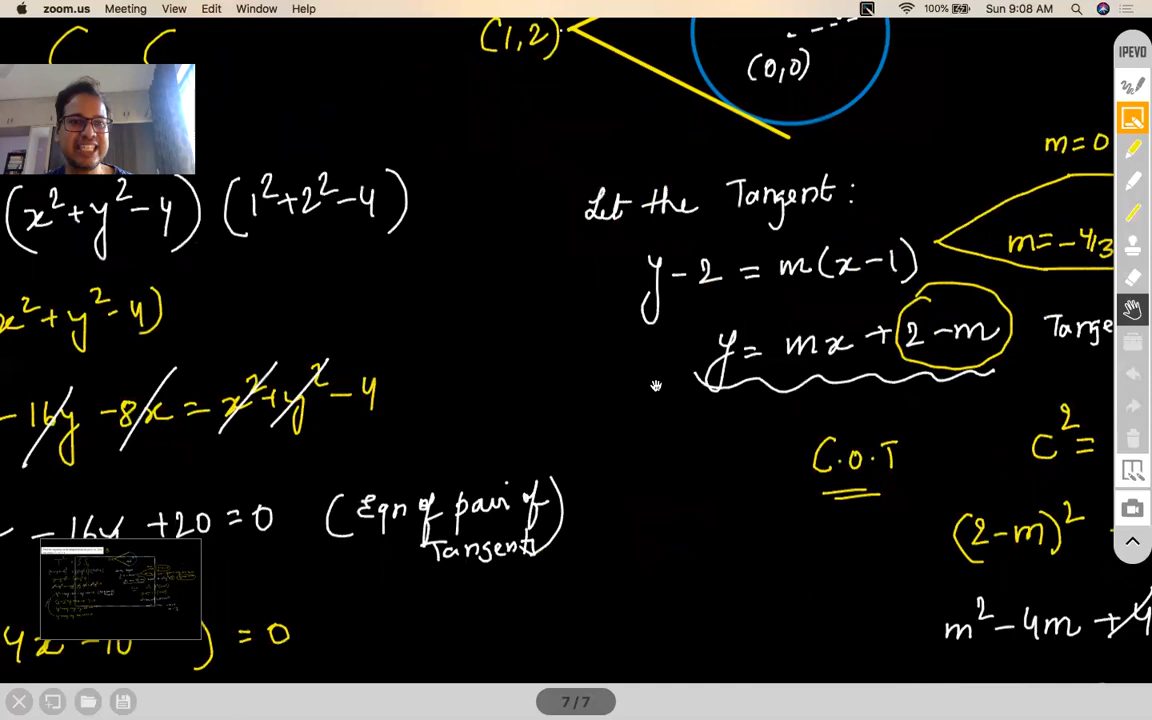 zoom.us Meeting View Edit Window Help
100% Sun 9:08 AM
IPEVO
(1,2)
(0,0)
m=0
(x²+y²-4) (1²+2²-4)
Let the Tangent:
y-2 = m(x-1)
m=-4/3
x²+y²-4)
y= mx+2-m
Tange
-16y -8x = x²+y²-4
C.O.T
c²=
-16y +20=0 (Eqn of pair of
Tangents)
(2-m)²
4x -10 ) =0
m²-4m +4
7/7